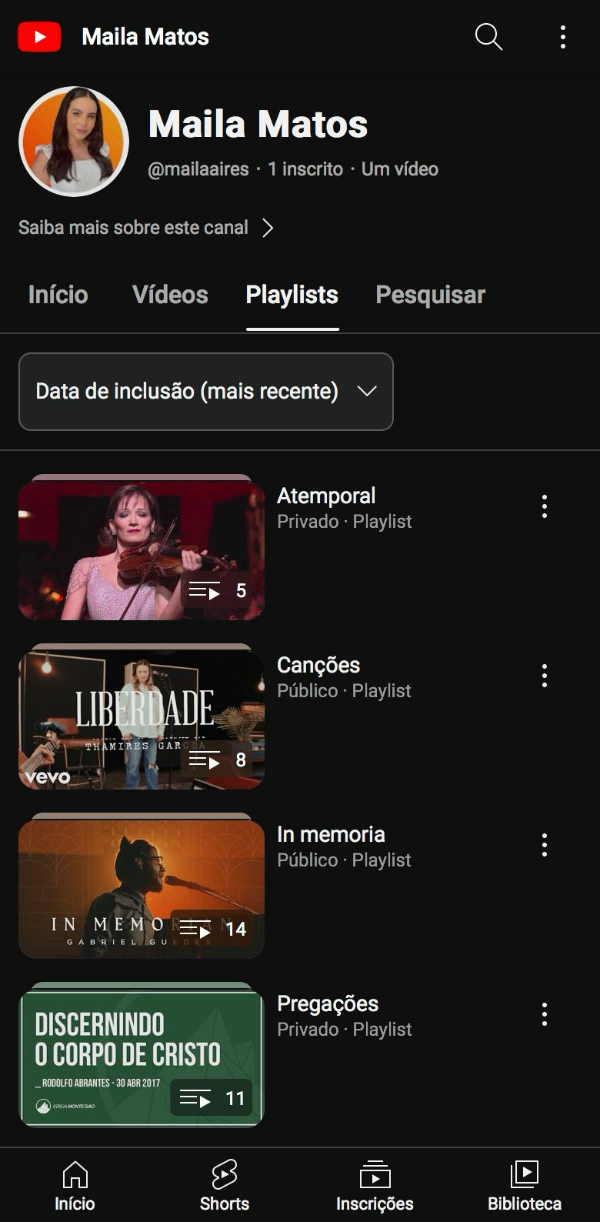 Maila Matos
Maila Matos
@mailaaires · 1 inscrito · Um vídeo
Saiba mais sobre este canal
Início Vídeos Playlists Pesquisar
Data de inclusão (mais recente)
Atemporal
Privado · Playlist
5
Canções
Público · Playlist
LIBERDADE
THAMIRES GARCIA
vevo
8
In memoria
Público · Playlist
IN MEMORIAN
GABRIEL GUEDES
14
Pregações
Privado · Playlist
DISCERNINDO
O CORPO DE CRISTO
_ RODOLFO ABRANTES - 30 ABR 2017
IGREJA MONTE SIAO
11
Início Shorts Inscrições Biblioteca